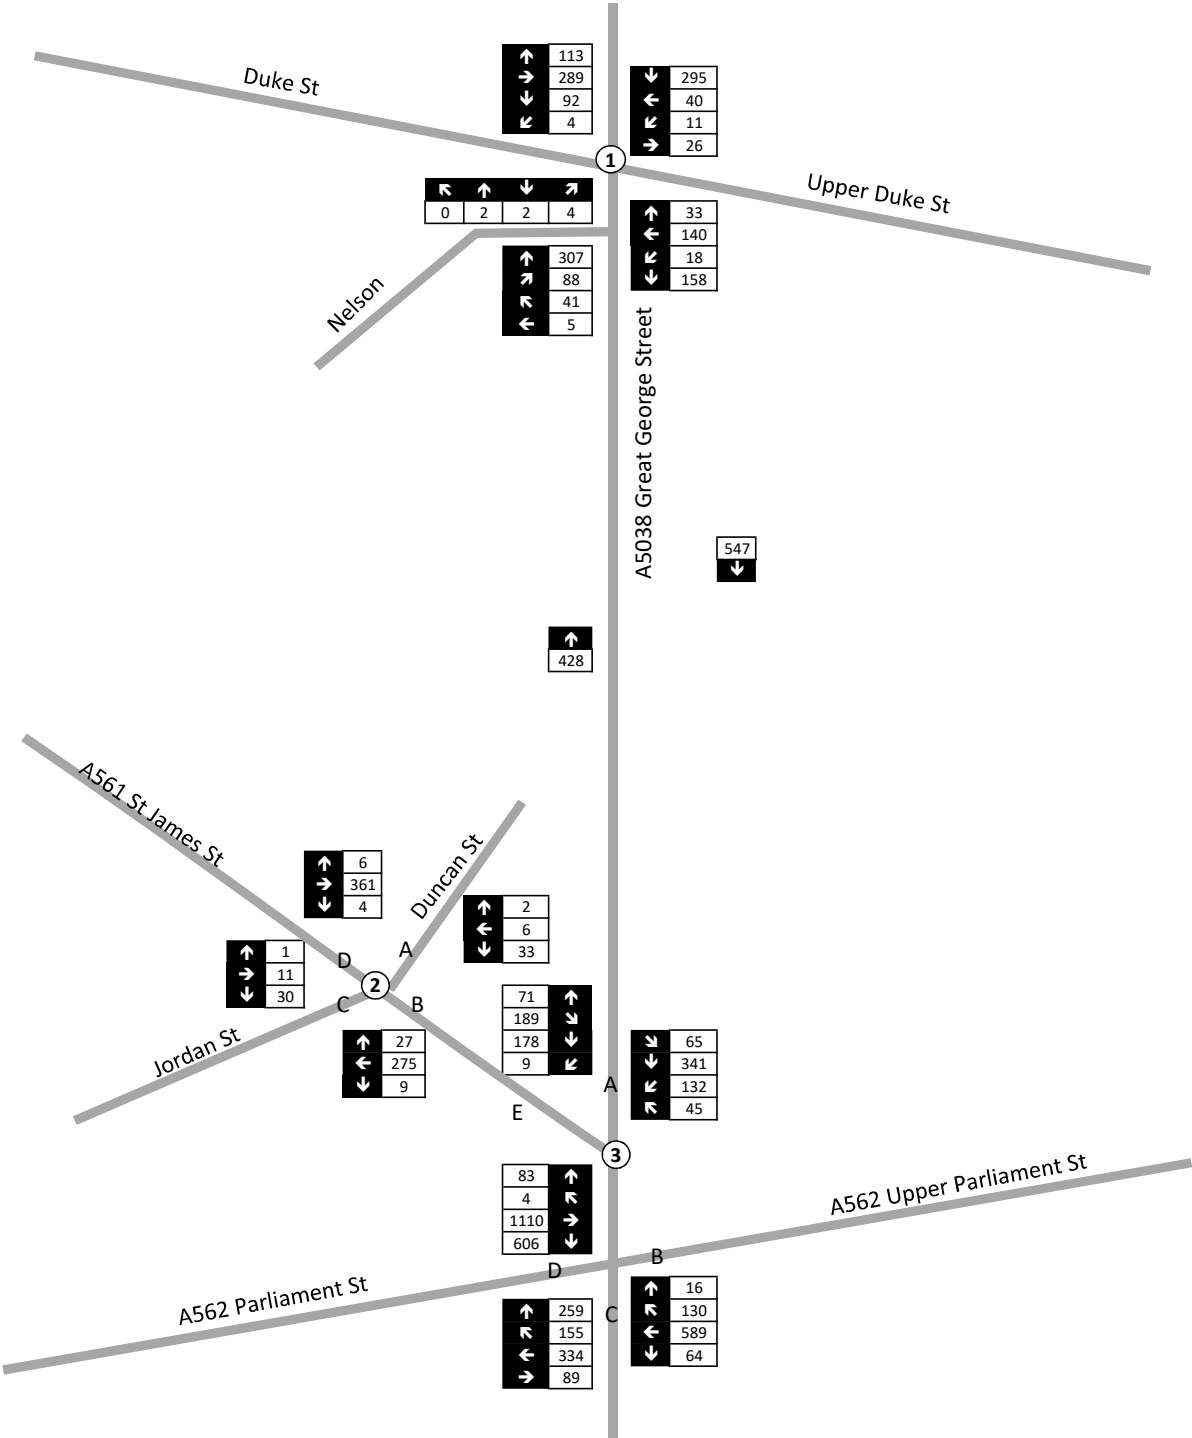 Duke St
↑ 113
→ 289
↓ 92
↙ 4
↓ 295
← 40
↙ 11
→ 26
1
Upper Duke St
↖ ↑ ↓ ↗
0 2 2 4
↑ 33
← 140
↙ 18
↓ 158
Nelson
↑ 307
↗ 88
↖ 41
← 5
A5038 Great George Street
547
↓
↑
428
A561 St James St
Duncan St
↑ 6
→ 361
↓ 4
↑ 2
← 6
↓ 33
D
A
↑ 1
→ 11
↓ 30
2
C
B
Jordan St
↑ 27
← 275
↓ 9
71 ↑
189 ↘
178 ↓
9 ↙
↘ 65
↓ 341
↙ 132
↖ 45
A
E
3
83 ↑
4 ↖
1110 →
606 ↓
A562 Upper Parliament St
B
D
A562 Parliament St
↑ 259
↖ 155
← 334
→ 89
C
↑ 16
↖ 130
← 589
↓ 64